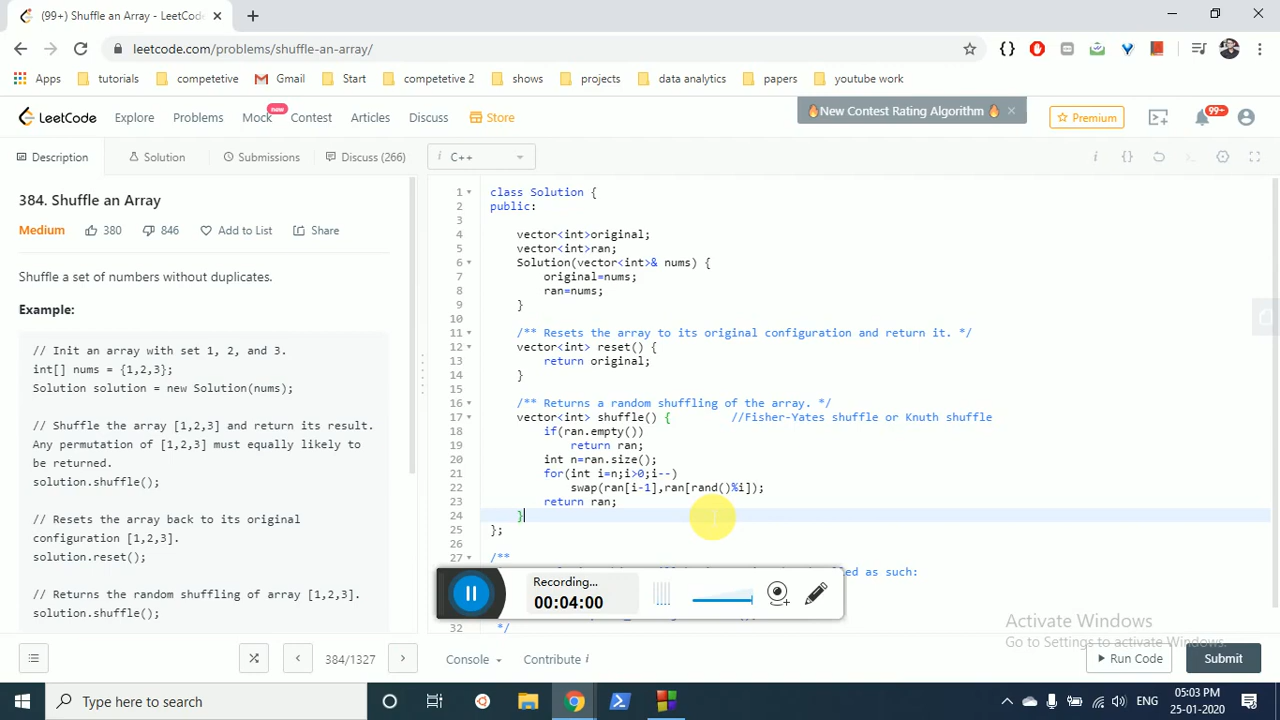 (99+) Shuffle an Array - LeetCod
leetcode.com/problems/shuffle-an-array/
Apps tutorials competetive Gmail Start competetive 2 shows projects data analytics papers youtube work
LeetCode Explore Problems Mock new Contest Articles Discuss Store
New Contest Rating Algorithm
Premium
99+
Description Solution Submissions Discuss (266)
i C++
384. Shuffle an Array
Medium 380 846 Add to List Share
Shuffle a set of numbers without duplicates.
Example:
// Init an array with set 1, 2, and 3.
int[] nums = {1,2,3};
Solution solution = new Solution(nums);
// Shuffle the array [1,2,3] and return its result.
Any permutation of [1,2,3] must equally likely to
be returned.
solution.shuffle();
// Resets the array back to its original
configuration [1,2,3].
solution.reset();
// Returns the random shuffling of array [1,2,3].
solution.shuffle();
1 class Solution {
2 public:
3
4 vector<int>original;
5 vector<int>ran;
6 Solution(vector<int>& nums) {
7 original=nums;
8 ran=nums;
9 }
10
11 /** Resets the array to its original configuration and return it. */
12 vector<int> reset() {
13 return original;
14 }
15
16 /** Returns a random shuffling of the array. */
17 vector<int> shuffle() { //Fisher-Yates shuffle or Knuth shuffle
18 if(ran.empty())
19 return ran;
20 int n=ran.size();
21 for(int i=n;i>0;i--)
22 swap(ran[i-1],ran[rand()%i]);
23 return ran;
24 }
25 };
26
27 /**
led as such:
32 */
Recording...
00:04:00
Activate Windows
Go to Settings to activate Windows.
384/1327
Console Contribute i
Run Code Submit
Type here to search
ENG
05:03 PM
25-01-2020